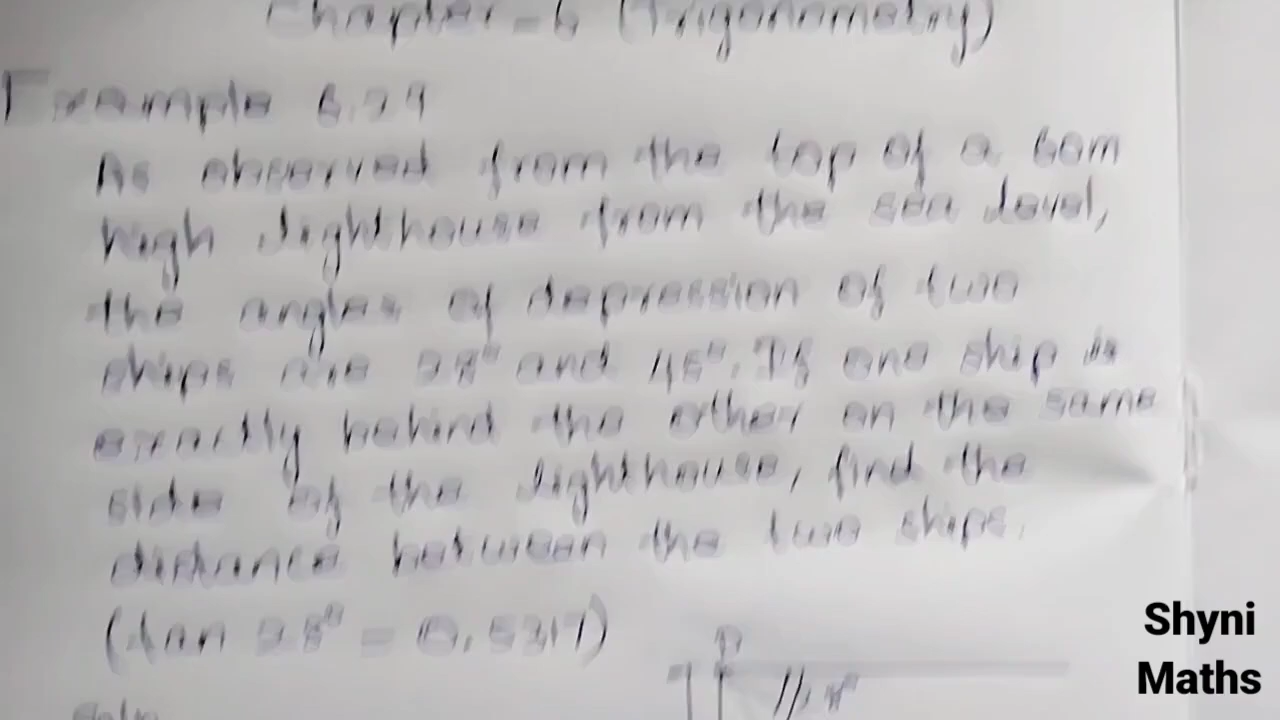 Chapter - 6 (Trigonometry)
Example 6.29
As observed from the top of a 60m
high lighthouse from the sea level,
the angles of depression of two
ships are 28° and 45°. If one ship is
exactly behind the other on the same
side of the lighthouse, find the
distance between the two ships.
(tan 28° = 0.5317)
Soln
D
Shyni
Maths